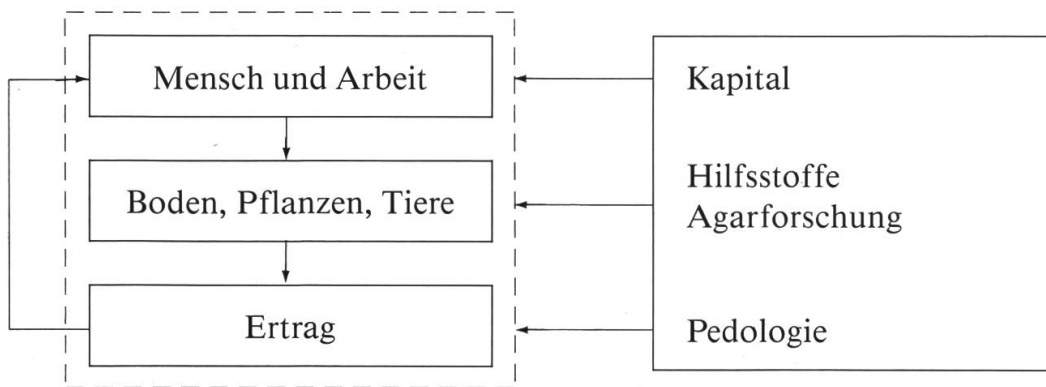 Mensch und Arbeit
Boden, Pflanzen, Tiere
Ertrag
Kapital
Hilfsstoffe
Agarforschung
Pedologie